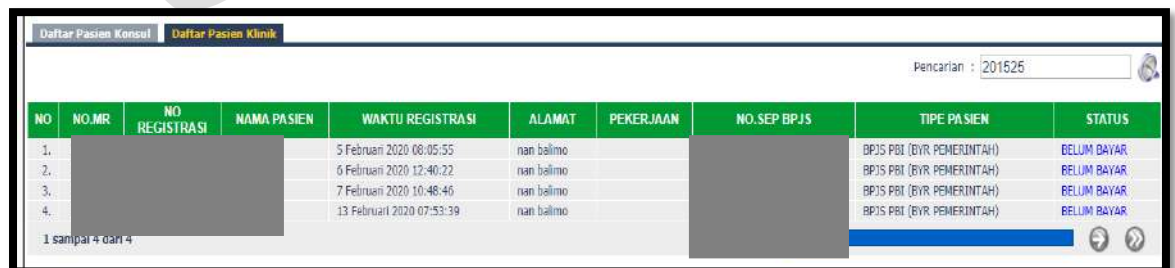 Daftar Pasien Konsul Daftar Pasien Klinik
Pencarian : 201525
NO NO.MR NO REGISTRASI NAMA PASIEN WAKTU REGISTRASI ALAMAT PEKERJAAN NO.SEP BPJS TIPE PASIEN STATUS
1. 5 Februari 2020 08:05:55 nan balimo BPJS PBI (BYR PEMERINTAH) BELUM BAYAR
2. 6 Februari 2020 12:40:22 nan balimo BPJS PBI (BYR PEMERINTAH) BELUM BAYAR
3. 7 Februari 2020 10:48:46 nan balimo BPJS PBI (BYR PEMERINTAH) BELUM BAYAR
4. 13 Februari 2020 07:53:39 nan balimo BPJS PBI (BYR PEMERINTAH) BELUM BAYAR
1 sampai 4 dari 4